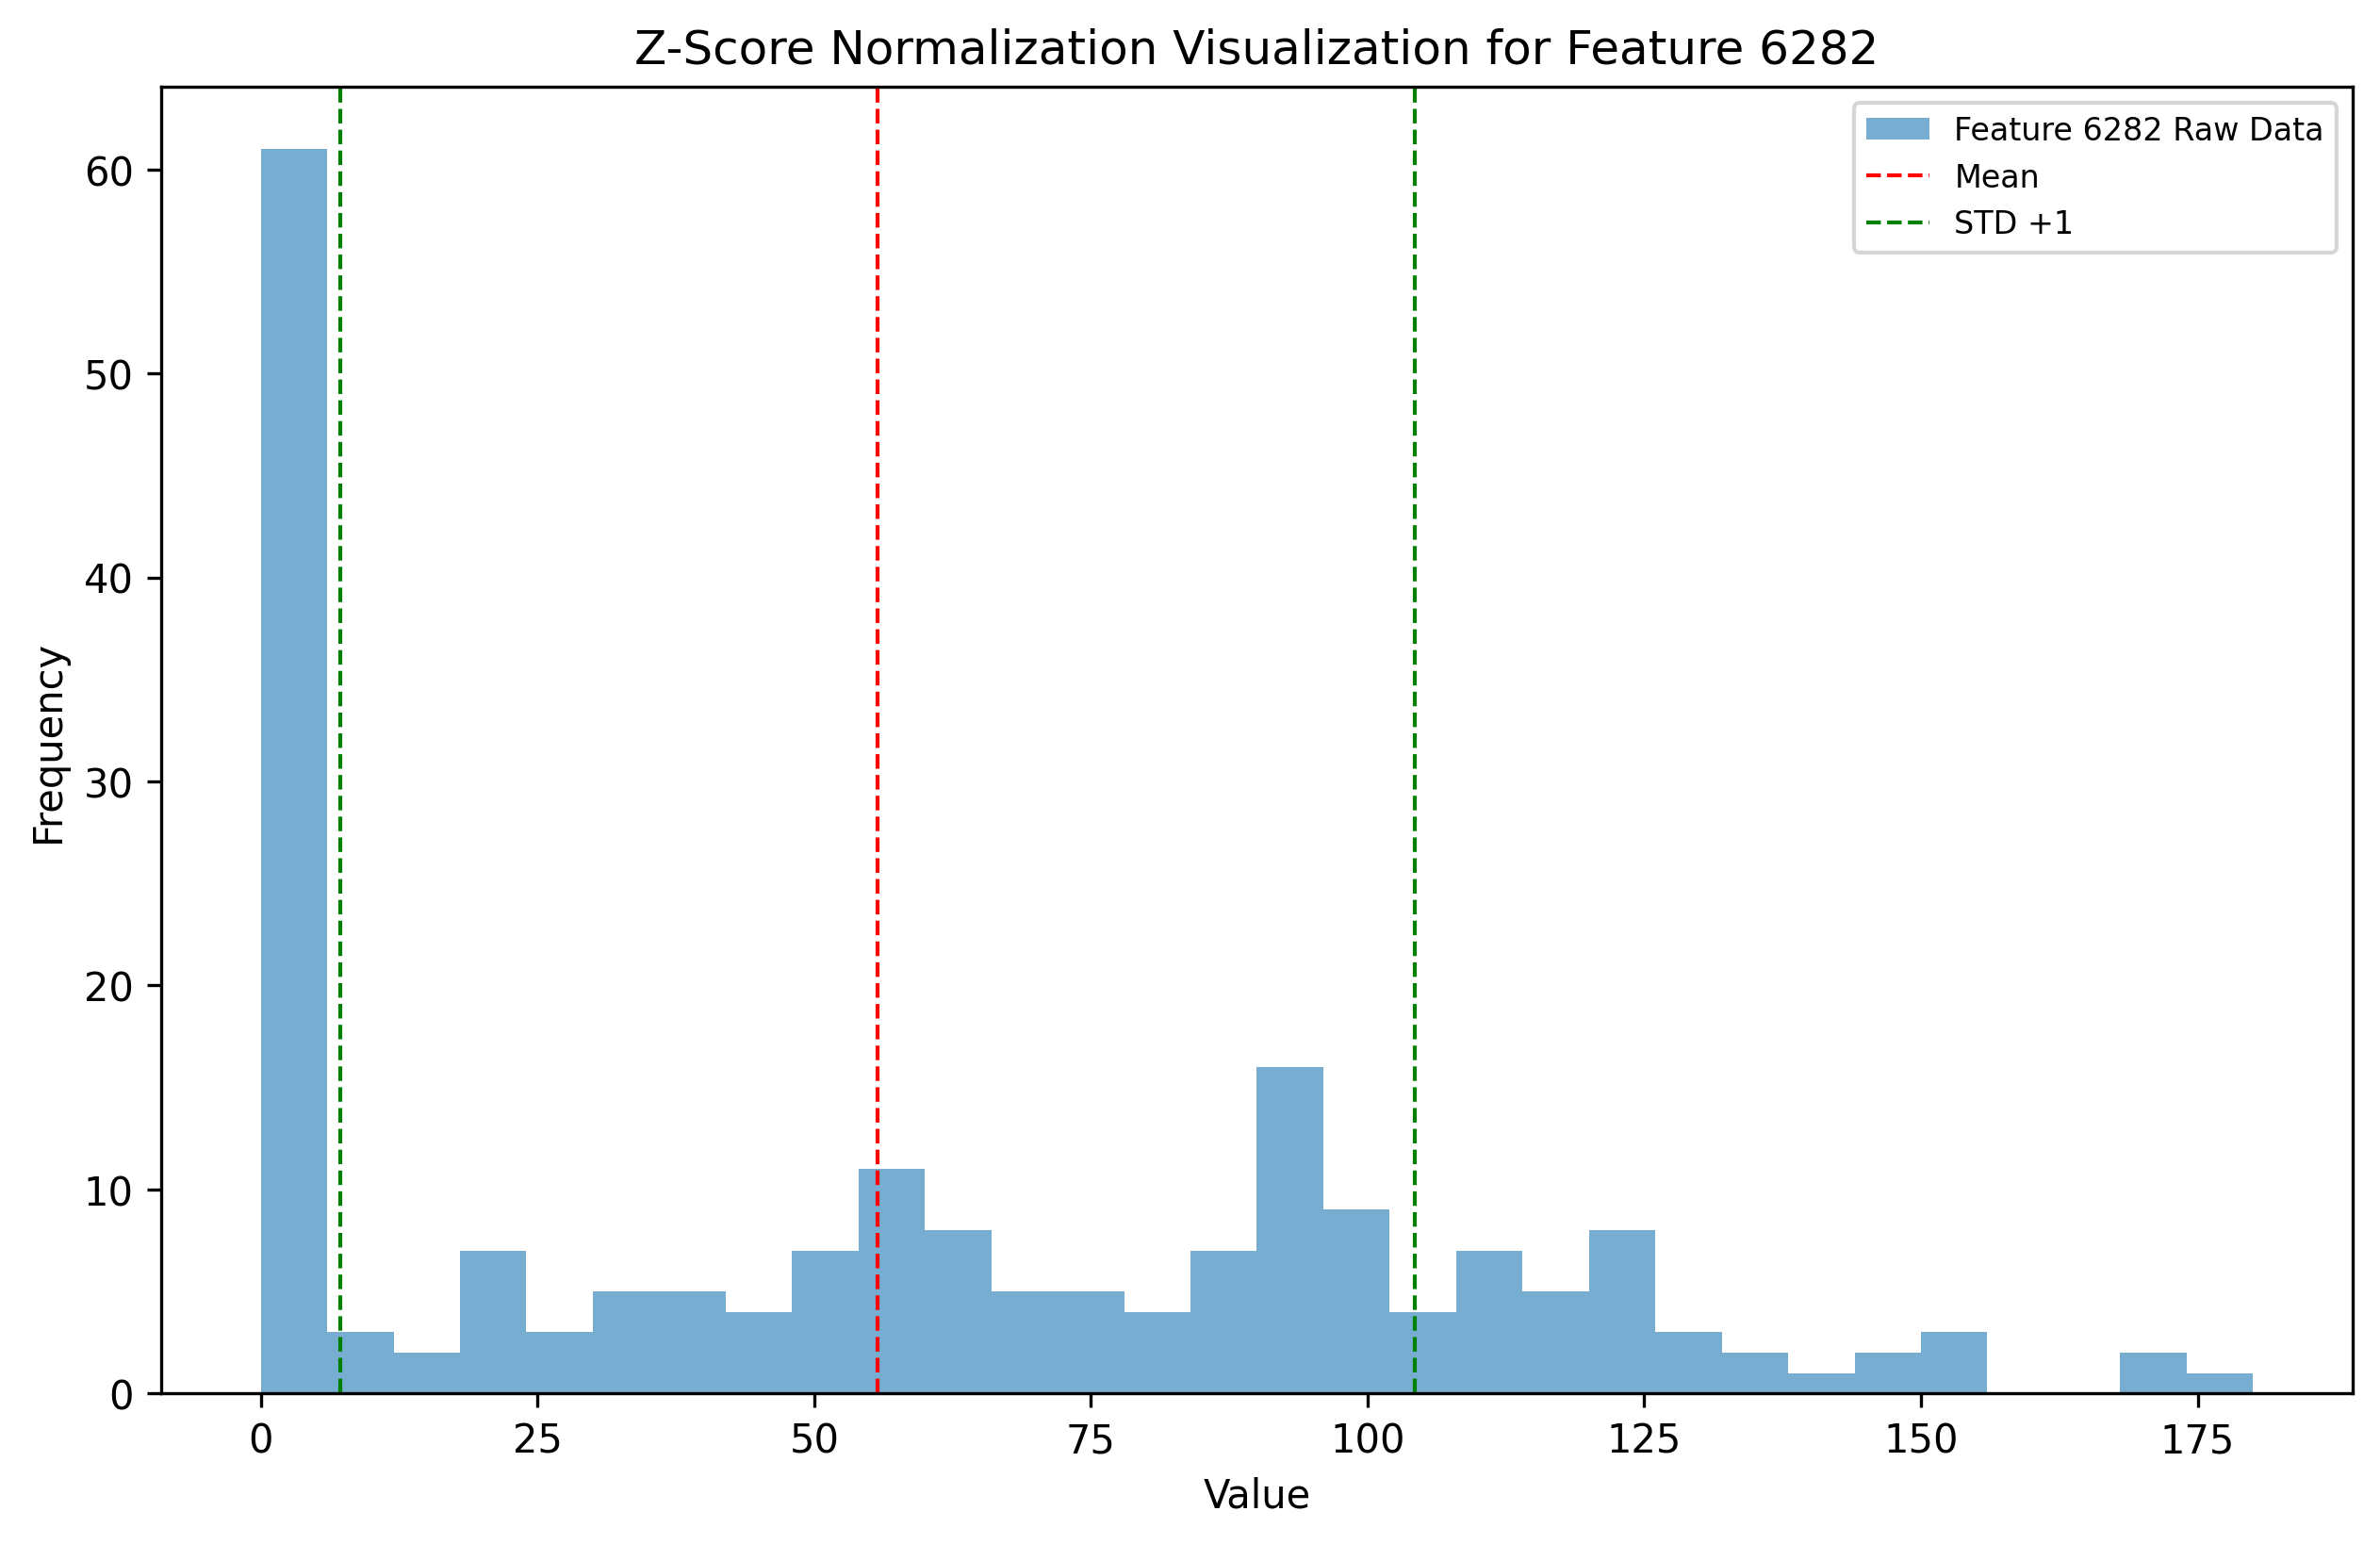 Z-Score Normalization Visualization for Feature 6282
Feature 6282 Raw Data
Mean
STD +1
Frequency
60
50
40
30
20
10
0
0 25 50 75 100 125 150 175
Value